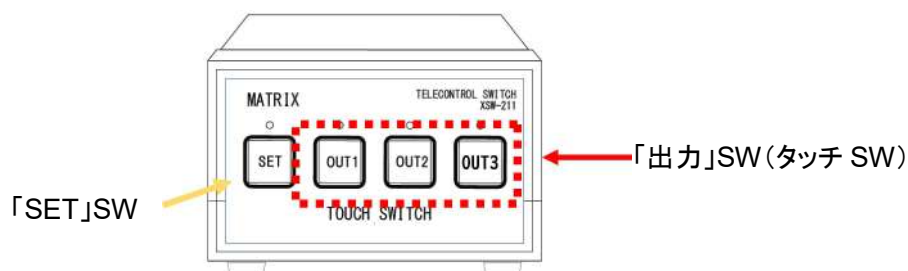 MATRIX
TELECONTROL SWITCH
XSW-211
SET
OUT1
OUT2
OUT3
TOUCH SWITCH
「出力」SW(タッチ SW)
「SET」SW